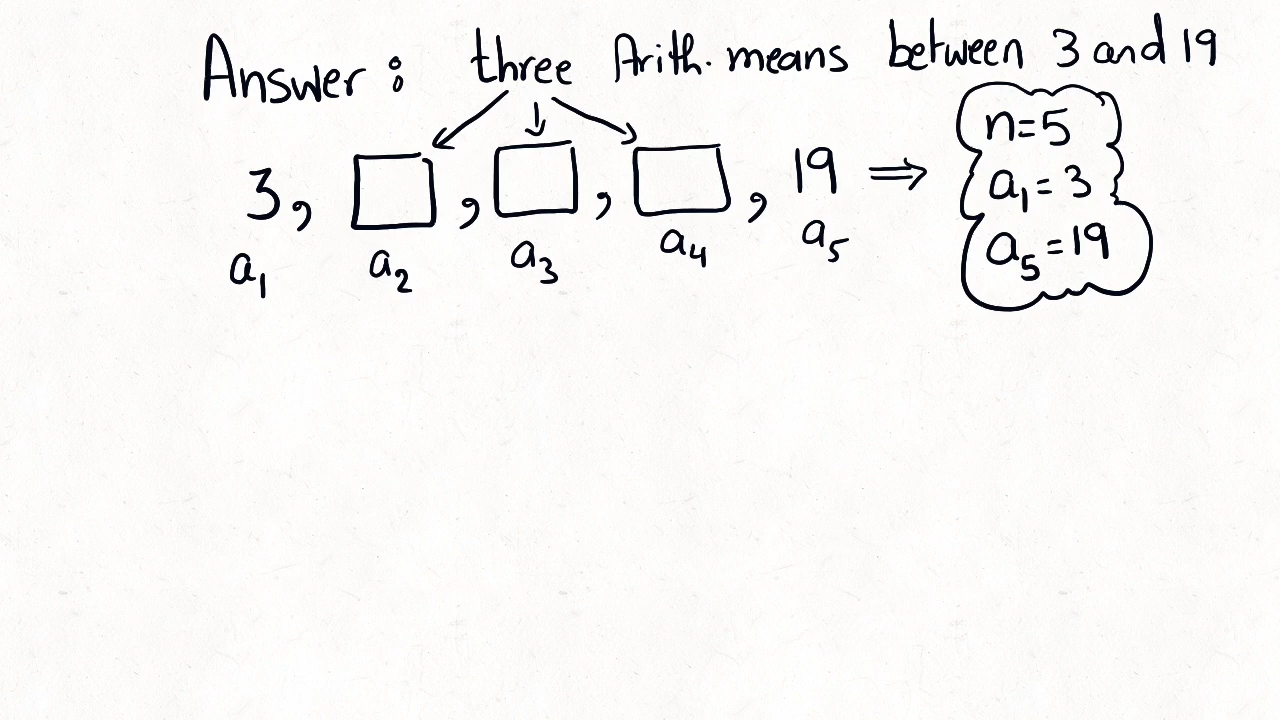 Answer: three Arith. means between 3 and 19
3, □, □, □, 19 ⇒
a₁ a₂ a₃ a₄ a₅
n=5
a₁=3
a₅=19